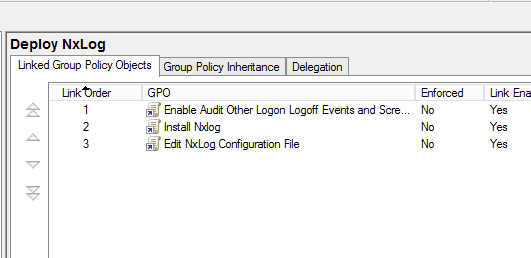 Deploy NxLog
Linked Group Policy Objects Group Policy Inheritance Delegation
Link Order GPO Enforced Link Ena
1 Enable Audit Other Logon Logoff Events and Scre... No Yes
2 Install Nxlog No Yes
3 Edit NxLog Configuration File No Yes